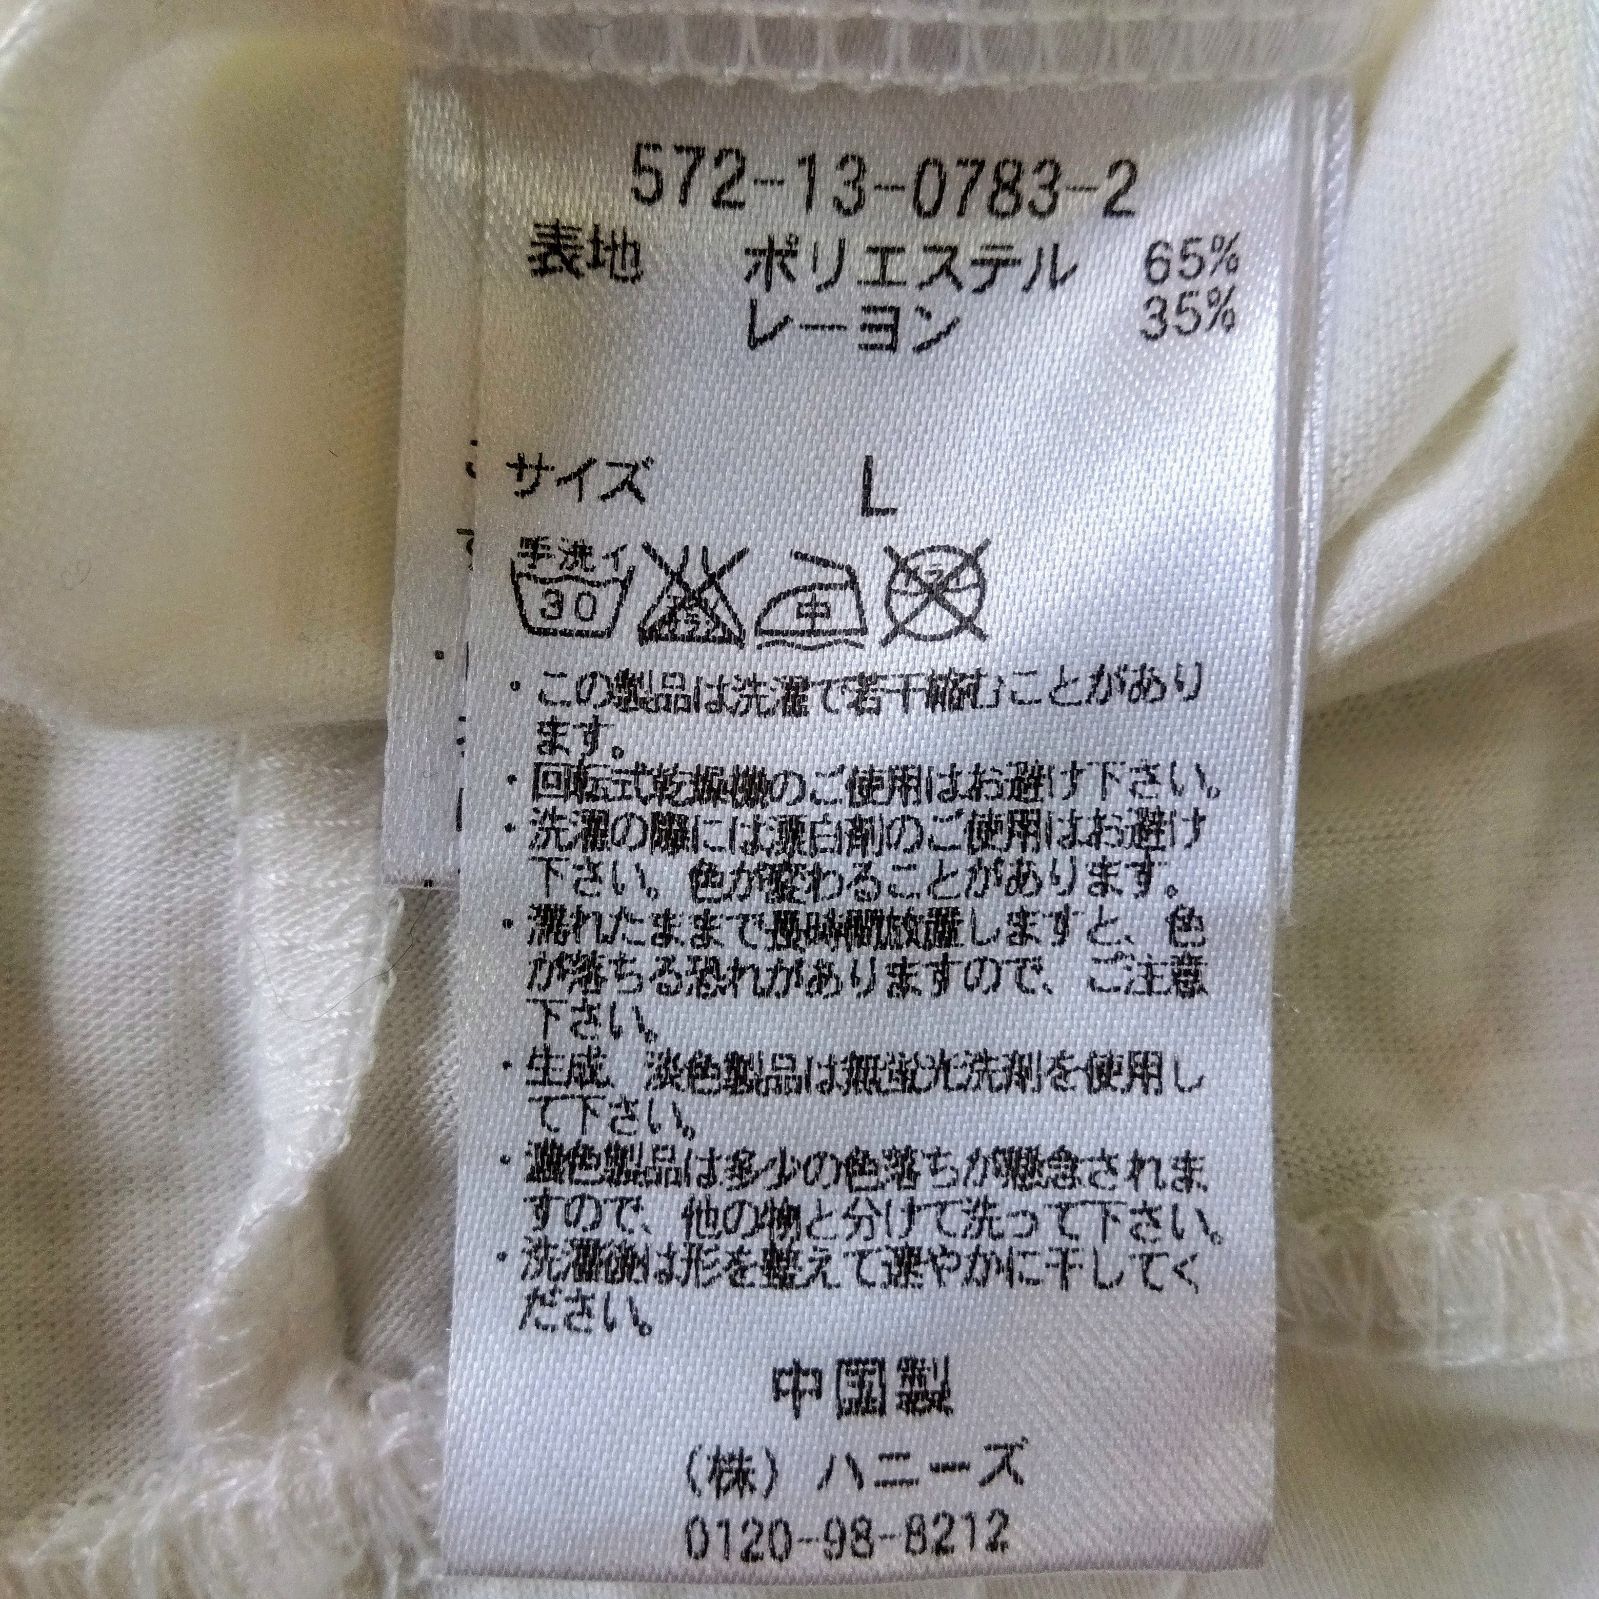 572-13-0783-2
表地 ポリエステル 65%
レーヨン 35%
サイズ L
手洗イ
30
中
・この製品は洗濯で若干縮むことがあり
ます。
・回転式乾燥機のご使用はお避け下さい。
・洗濯の際には漂白剤のご使用はお避け
下さい。色が変わることがあります。
・濡れたままで長時間放置しますと、色
が落ちる恐れがありますので、ご注意
下さい。
・生成、淡色製品は無蛍光洗剤を使用し
て下さい。
・濃色製品は多少の色落ちが懸念されま
すので、他の物と分けて洗って下さい。
・洗濯後は形を整えて速やかに干してく
ださい。
中国製
(株) ハニーズ
0120-98-8212